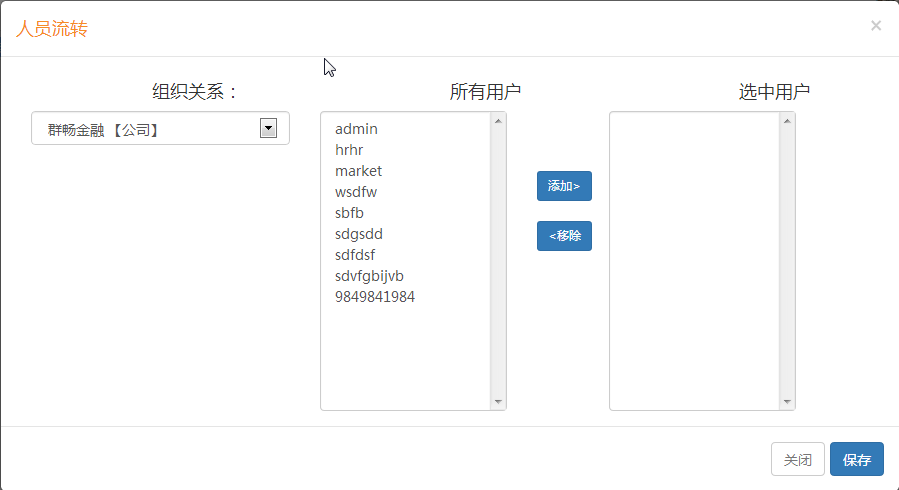 人员流转
×
组织关系：
所有用户
选中用户
群畅金融 【公司】
admin
hrhr
market
wsdfw
sbfb
sdgsdd
sdfdsf
sdvfgbijvb
9849841984
添加>
<移除
关闭
保存